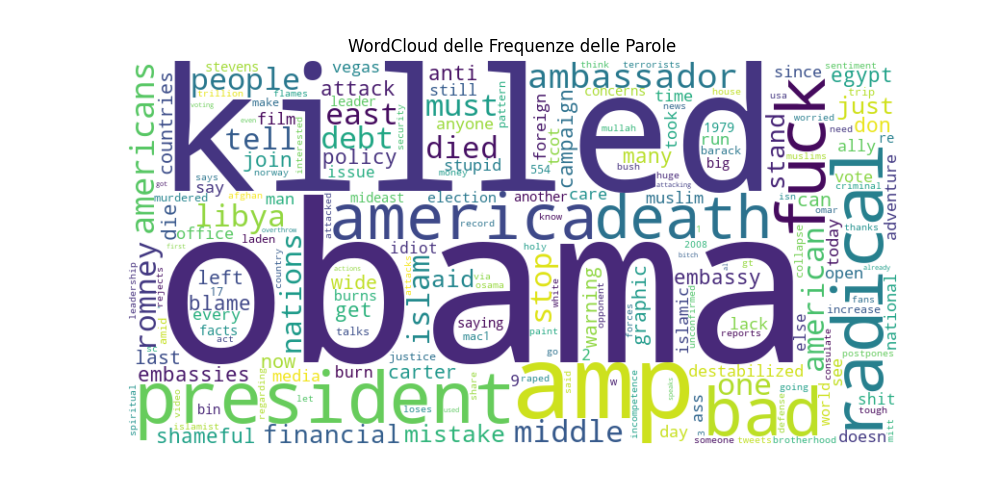 WordCloud delle Frequenze delle Parole
stevens vegas anti think terrorists sentiment
people attack still ambassador since egypt
trillion flames leader pattern concerns house usa trip
voting make film east must time news worried just
americans countries killed even interested debt security anyone foreign campaign tcot took 1979 run stand fuck need don
tell policy died mullah barack ally re
join issue stupid 554 many bush big muslims vote
says norway money huge criminal
got say man afghan mideast election another care muslim attacking isn can omar adventure
murdered die libya attacked america record know death today thanks radical
office laden overthrow idiot holy 2008 collapse
first country islam via osama white bitch already
romney left nations actions wide aid stop warning embassy american open
leadership rejects 17 blame burns attacks saying opponent graphic islamic fans increase national
every facts get mac1 paint forces unconfirmed lack else
amid act talks obama 2 reports consulate postpones
last now justice go see
embassies media burn carter 9 raped said w destabilized one going world
spiritual video bin regarding president loses share amp incompetence speaks ass bad defense shit
islamist let used 3 tough mitt
shameful financial mistake middle day someone tweets brotherhood doesn